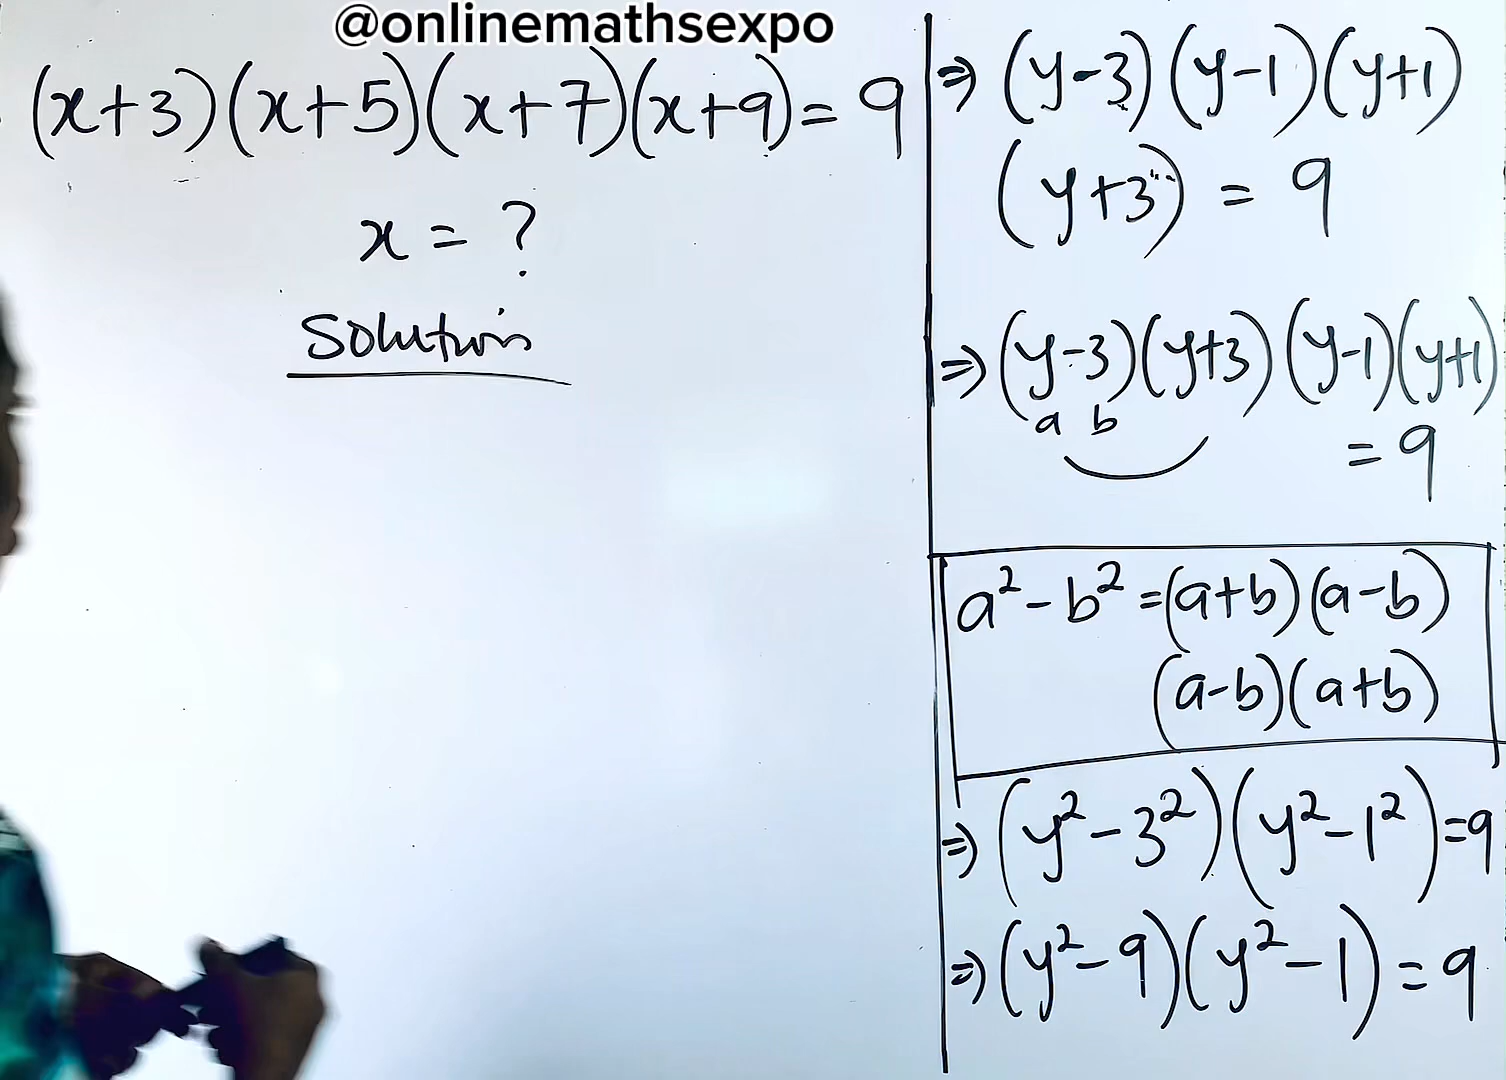 @onlinemathsexpo
(x+3)(x+5)(x+7)(x+9)= 9
x = ?
Solution
⇒ (y-3)(y-1)(y+1)
(y+3) = 9
⇒ (y-3)(y+3)(y-1)(y+1)
a b
= 9
a²-b² =(a+b)(a-b)
(a-b)(a+b)
⇒ (y²-3²)(y²-1²)=9
⇒ (y²-9)(y²-1) = 9